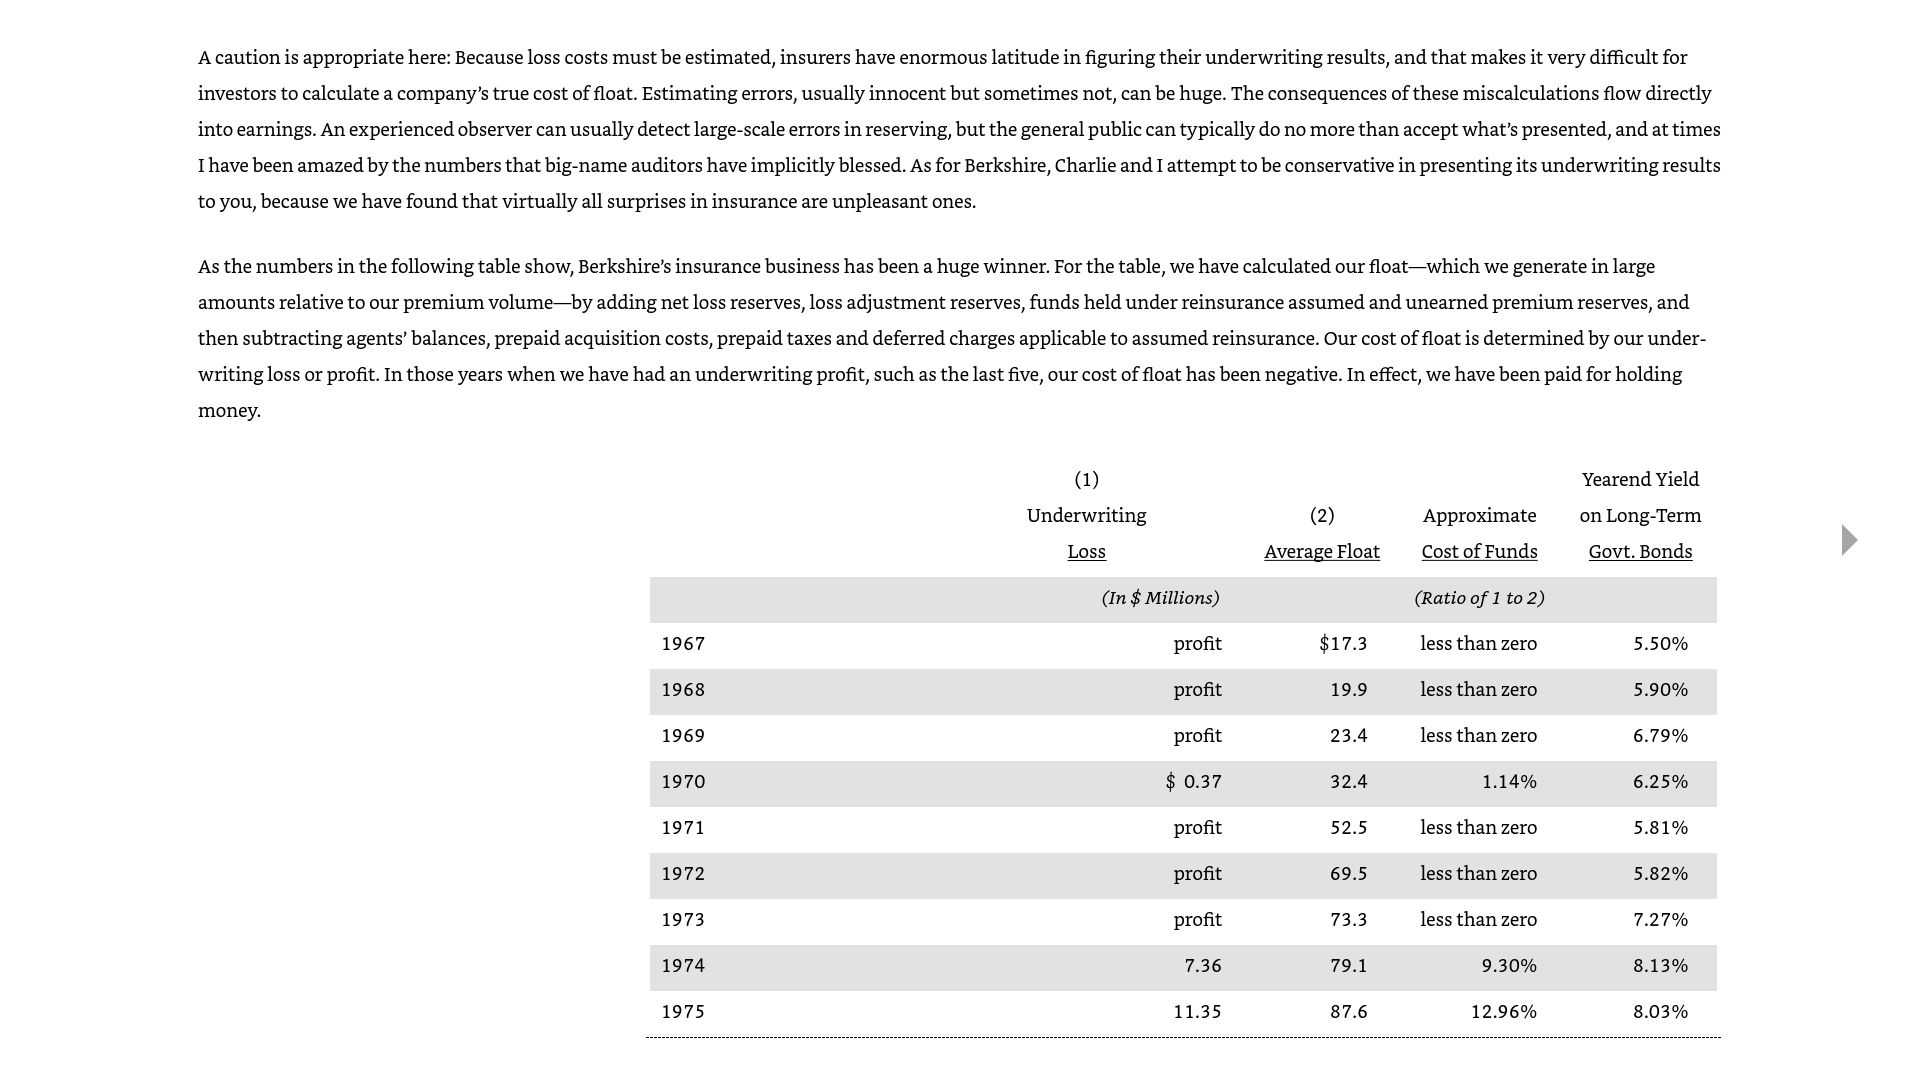 A caution is appropriate here: Because loss costs must be estimated, insurers have enormous latitude in figuring their underwriting results, and that makes it very difficult for
investors to calculate a company’s true cost of float. Estimating errors, usually innocent but sometimes not, can be huge. The consequences of these miscalculations flow directly
into earnings. An experienced observer can usually detect large-scale errors in reserving, but the general public can typically do no more than accept what’s presented, and at times
I have been amazed by the numbers that big-name auditors have implicitly blessed. As for Berkshire, Charlie and I attempt to be conservative in presenting its underwriting results
to you, because we have found that virtually all surprises in insurance are unpleasant ones.
As the numbers in the following table show, Berkshire’s insurance business has been a huge winner. For the table, we have calculated our float—which we generate in large
amounts relative to our premium volume—by adding net loss reserves, loss adjustment reserves, funds held under reinsurance assumed and unearned premium reserves, and
then subtracting agents’ balances, prepaid acquisition costs, prepaid taxes and deferred charges applicable to assumed reinsurance. Our cost of float is determined by our under-
writing loss or profit. In those years when we have had an underwriting profit, such as the last five, our cost of float has been negative. In effect, we have been paid for holding
money.
(1) Yearend Yield
Underwriting (2) Approximate on Long-Term
Loss Average Float Cost of Funds Govt. Bonds
(In $ Millions) (Ratio of 1 to 2)
1967 profit $17.3 less than zero 5.50%
1968 profit 19.9 less than zero 5.90%
1969 profit 23.4 less than zero 6.79%
1970 $ 0.37 32.4 1.14% 6.25%
1971 profit 52.5 less than zero 5.81%
1972 profit 69.5 less than zero 5.82%
1973 profit 73.3 less than zero 7.27%
1974 7.36 79.1 9.30% 8.13%
1975 11.35 87.6 12.96% 8.03%